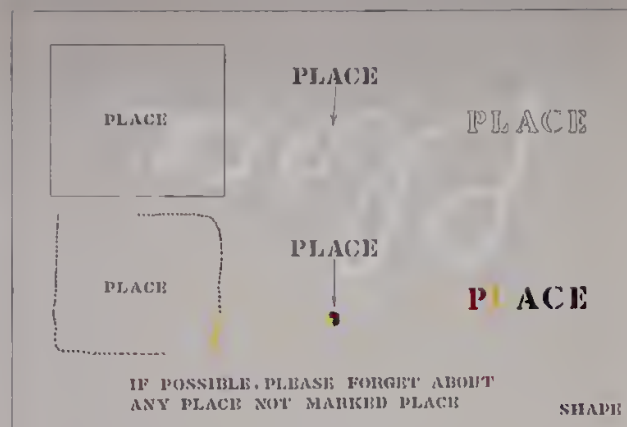 PLACE
PLACE
PLACE
PLACE
PLACE
PLACE
IF POSSIBLE, PLEASE FORGET ABOUT
ANY PLACE NOT MARKED PLACE
SHAPE